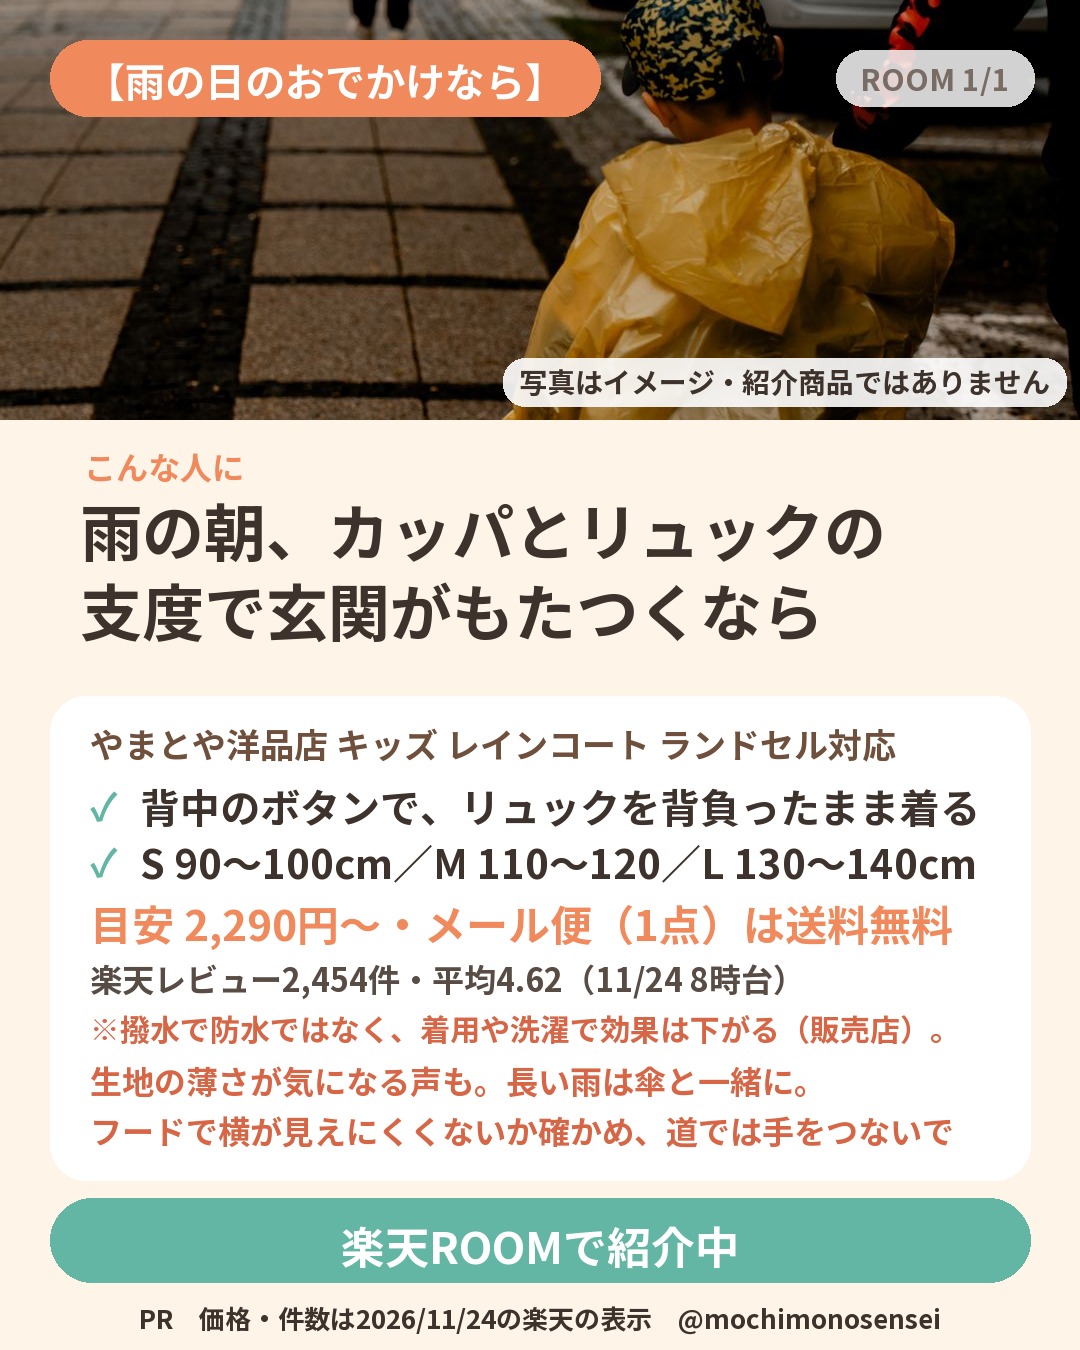 【雨の日のおでかけなら】
ROOM 1/1
写真はイメージ・紹介商品ではありません
こんな人に
雨の朝、カッパとリュックの
支度で玄関がもたつくなら
やまとや洋品店 キッズ レインコート ランドセル対応
✓ 背中のボタンで、リュックを背負ったまま着る
✓ S 90〜100cm／M 110〜120／L 130〜140cm
目安 2,290円〜・メール便（1点）は送料無料
楽天レビュー2,454件・平均4.62（11/24 8時台）
※撥水で防水ではなく、着用や洗濯で効果は下がる（販売店）。
生地の薄さが気になる声も。長い雨は傘と一緒に。
フードで横が見えにくくないか確かめ、道では手をつないで
楽天ROOMで紹介中
PR　価格・件数は2026/11/24の楽天の表示　@mochimonosensei